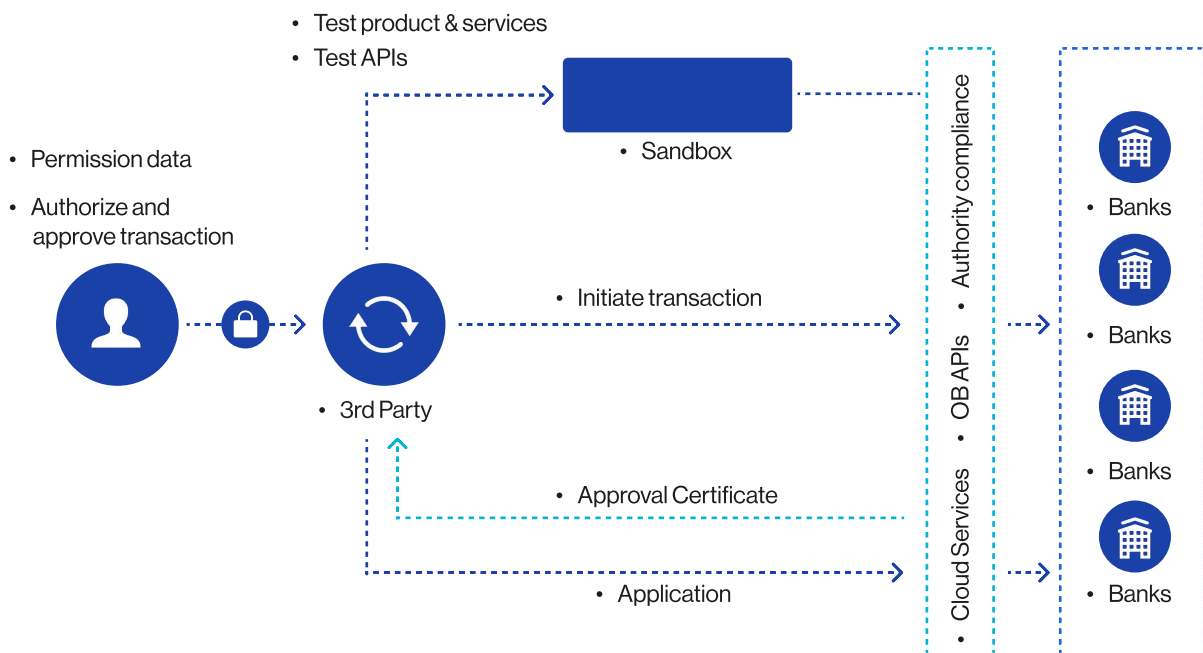 • Test product & services
• Test APIs
• Permission data
• Authorize and
approve transaction
• Sandbox
• Initiate transaction
• 3rd Party
• Approval Certificate
• Application
• Cloud Services • OB APIs • Authority compliance
• Banks
• Banks
• Banks
• Banks